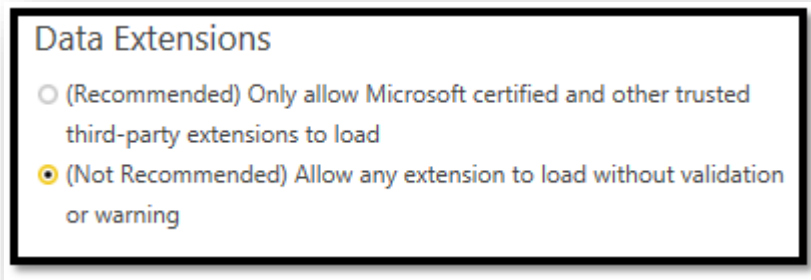 Data Extensions
(Recommended) Only allow Microsoft certified and other trusted
third-party extensions to load
(Not Recommended) Allow any extension to load without validation
or warning